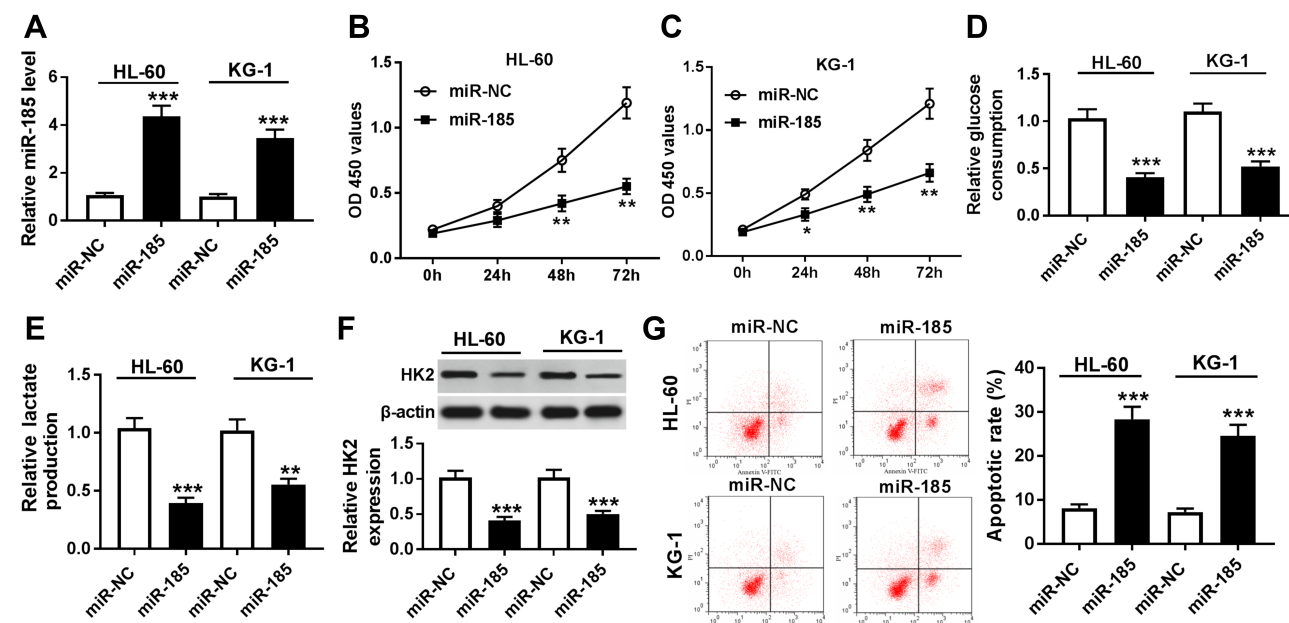 A
HL-60 KG-1
Relative miR-185 level
6
4
2
0
*** ***
miR-NC miR-185 miR-NC miR-185
B
HL-60
OD 450 values
1.5
1.0
0.5
0.0
miR-NC
miR-185
** **
0h 24h 48h 72h
C
KG-1
OD 450 values
1.5
1.0
0.5
0.0
miR-NC
miR-185
* ** **
0h 24h 48h 72h
D
HL-60 KG-1
Relative glucose
consumption
1.5
1.0
0.5
0.0
*** ***
miR-NC miR-185 miR-NC miR-185
E
HL-60 KG-1
Relative lactate
production
1.5
1.0
0.5
0.0
*** **
miR-NC miR-185 miR-NC miR-185
F
HL-60 KG-1
HK2
β-actin
Relative HK2
expression
1.5
1.0
0.5
0.0
*** ***
miR-NC miR-185 miR-NC miR-185
G
miR-NC miR-185
HL-60
PI PI
Annexin V-FITC Annexin V-FITC
miR-NC miR-185
KG-1
HL-60 KG-1
Apoptotic rate (%)
40
30
20
10
0
*** ***
miR-NC miR-185 miR-NC miR-185